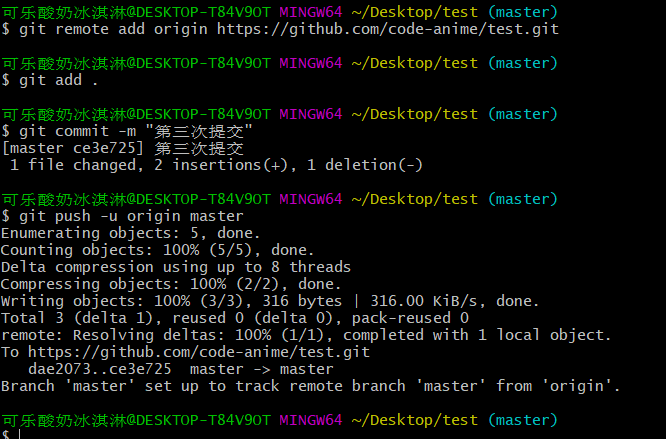 可乐酸奶冰淇淋@DESKTOP-T84V9OT MINGW64 ~/Desktop/test (master)
$ git remote add origin https://github.com/code-anime/test.git
可乐酸奶冰淇淋@DESKTOP-T84V9OT MINGW64 ~/Desktop/test (master)
$ git add .
可乐酸奶冰淇淋@DESKTOP-T84V9OT MINGW64 ~/Desktop/test (master)
$ git commit -m "第三次提交"
[master ce3e725] 第三次提交
 1 file changed, 2 insertions(+), 1 deletion(-)
可乐酸奶冰淇淋@DESKTOP-T84V9OT MINGW64 ~/Desktop/test (master)
$ git push -u origin master
Enumerating objects: 5, done.
Counting objects: 100% (5/5), done.
Delta compression using up to 8 threads
Compressing objects: 100% (2/2), done.
Writing objects: 100% (3/3), 316 bytes | 316.00 KiB/s, done.
Total 3 (delta 1), reused 0 (delta 0), pack-reused 0
remote: Resolving deltas: 100% (1/1), completed with 1 local object.
To https://github.com/code-anime/test.git
   dae2073..ce3e725  master -> master
Branch 'master' set up to track remote branch 'master' from 'origin'.
可乐酸奶冰淇淋@DESKTOP-T84V9OT MINGW64 ~/Desktop/test (master)
$